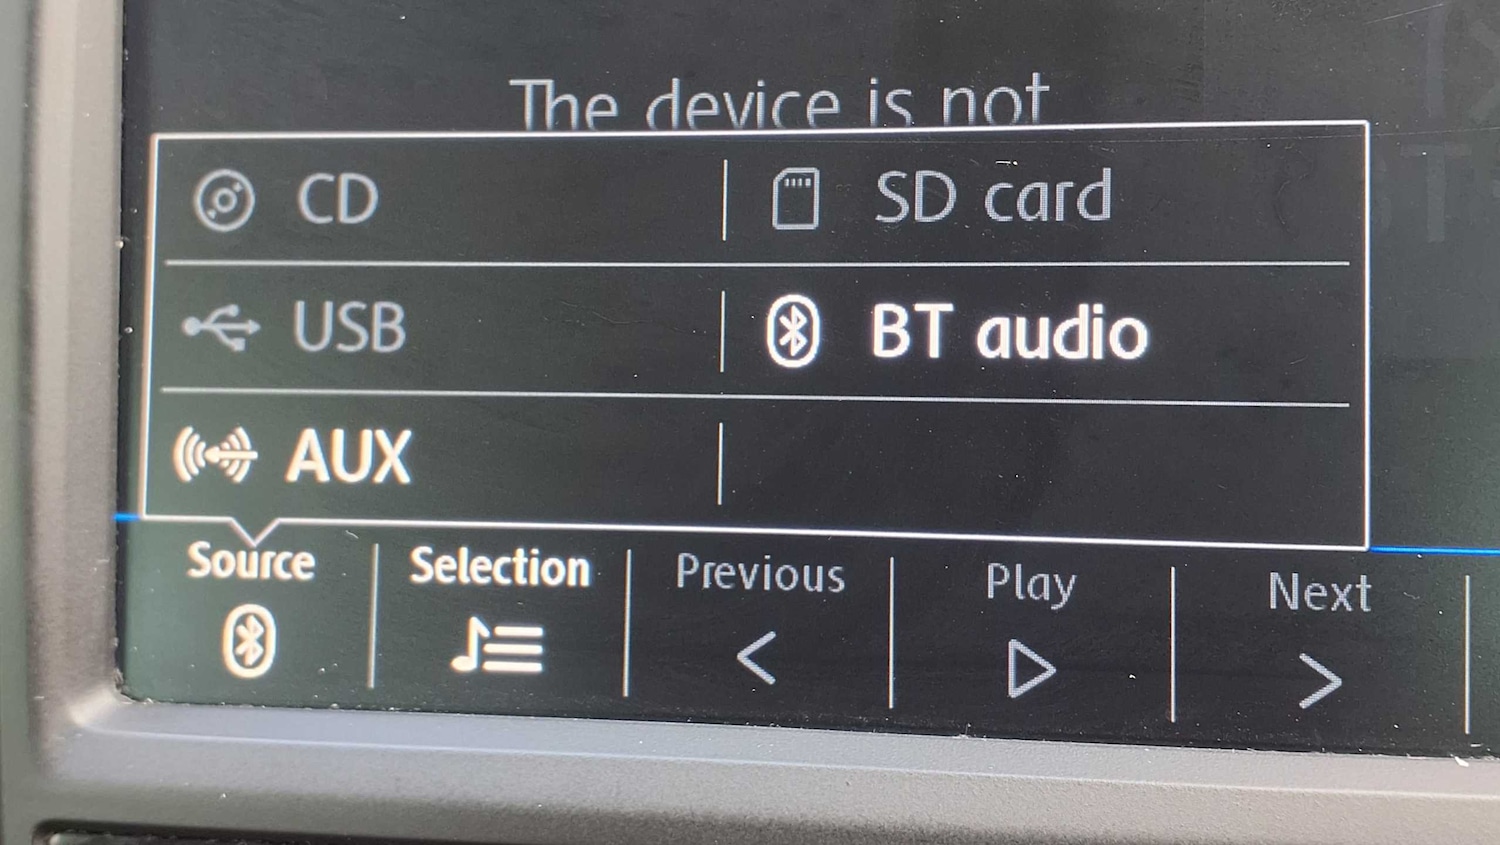 The device is not
CD
SD card
USB
BT audio
AUX
Source
Selection
Previous
Play
Next